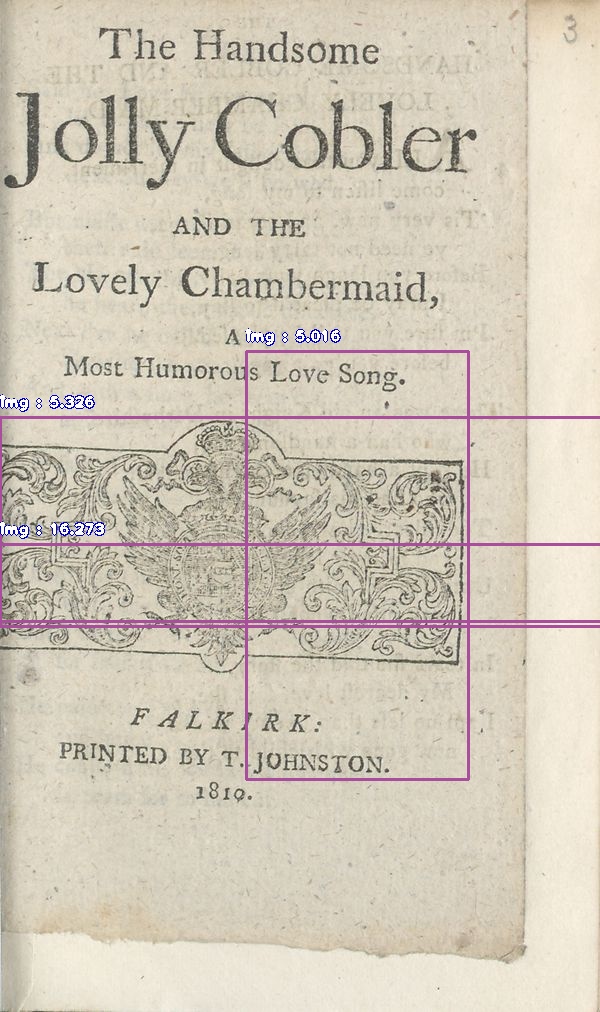 3
The Handsome
Jolly Cobler
AND THE
Lovely Chambermaid,
A
Img : 5.016
Most Humorous Love Song.
Img : 5.326
Img : 16.273
FALKIRK:
PRINTED BY T. JOHNSTON.
1810.